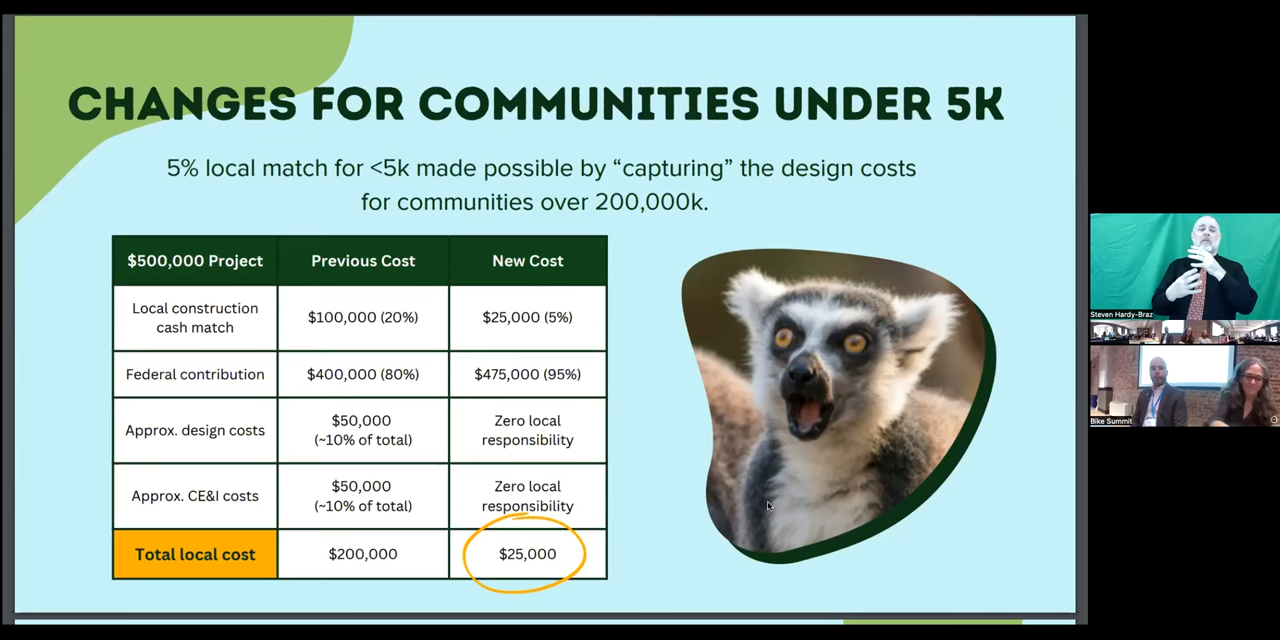 CHANGES FOR COMMUNITIES UNDER 5K
5% local match for <5k made possible by “capturing” the design costs
for communities over 200,000k.
$500,000 Project
Previous Cost
New Cost
Local construction
cash match
$100,000 (20%)
$25,000 (5%)
Federal contribution
$400,000 (80%)
$475,000 (95%)
Approx. design costs
$50,000
(~10% of total)
Zero local
responsibility
Approx. CE&I costs
$50,000
(~10% of total)
Zero local
responsibility
Total local cost
$200,000
$25,000
Steven Hardy-Braz
Bike Summit